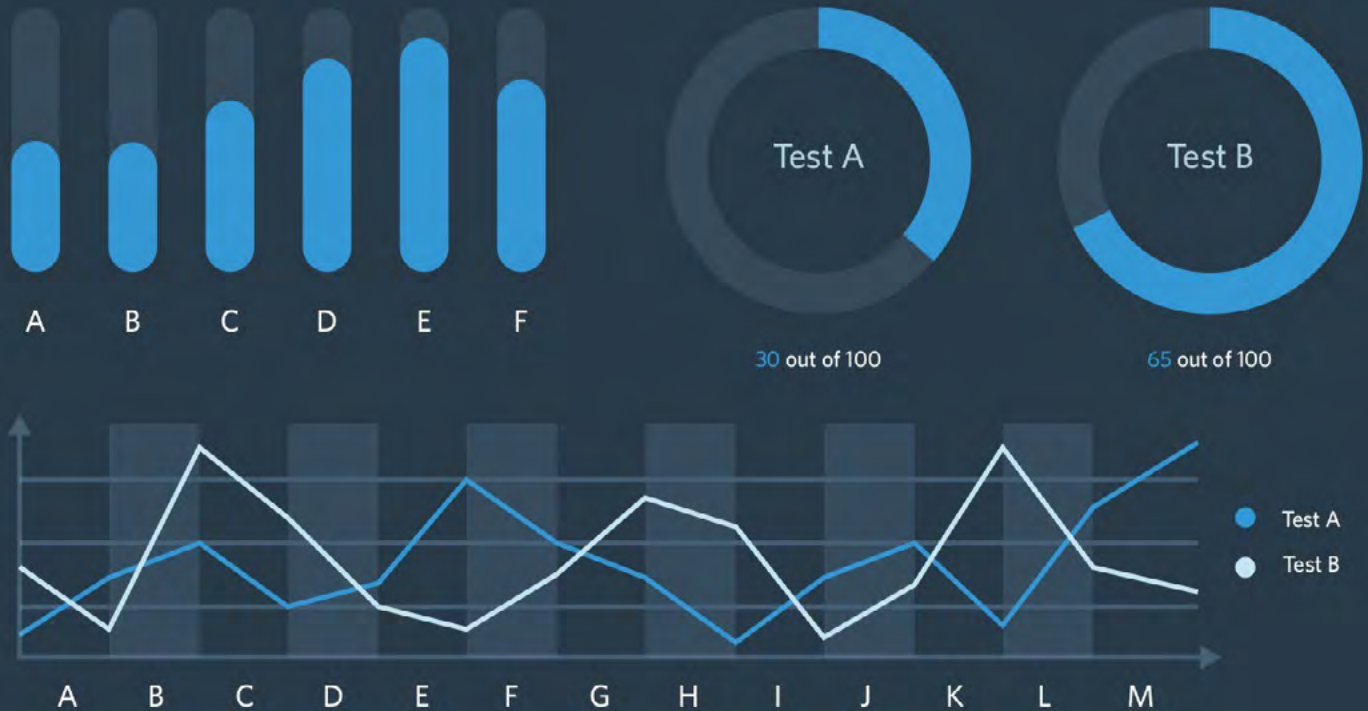 A B C D E F
Test A
30 out of 100
Test B
65 out of 100
Test A
Test B
A B C D E F G H I J K L M